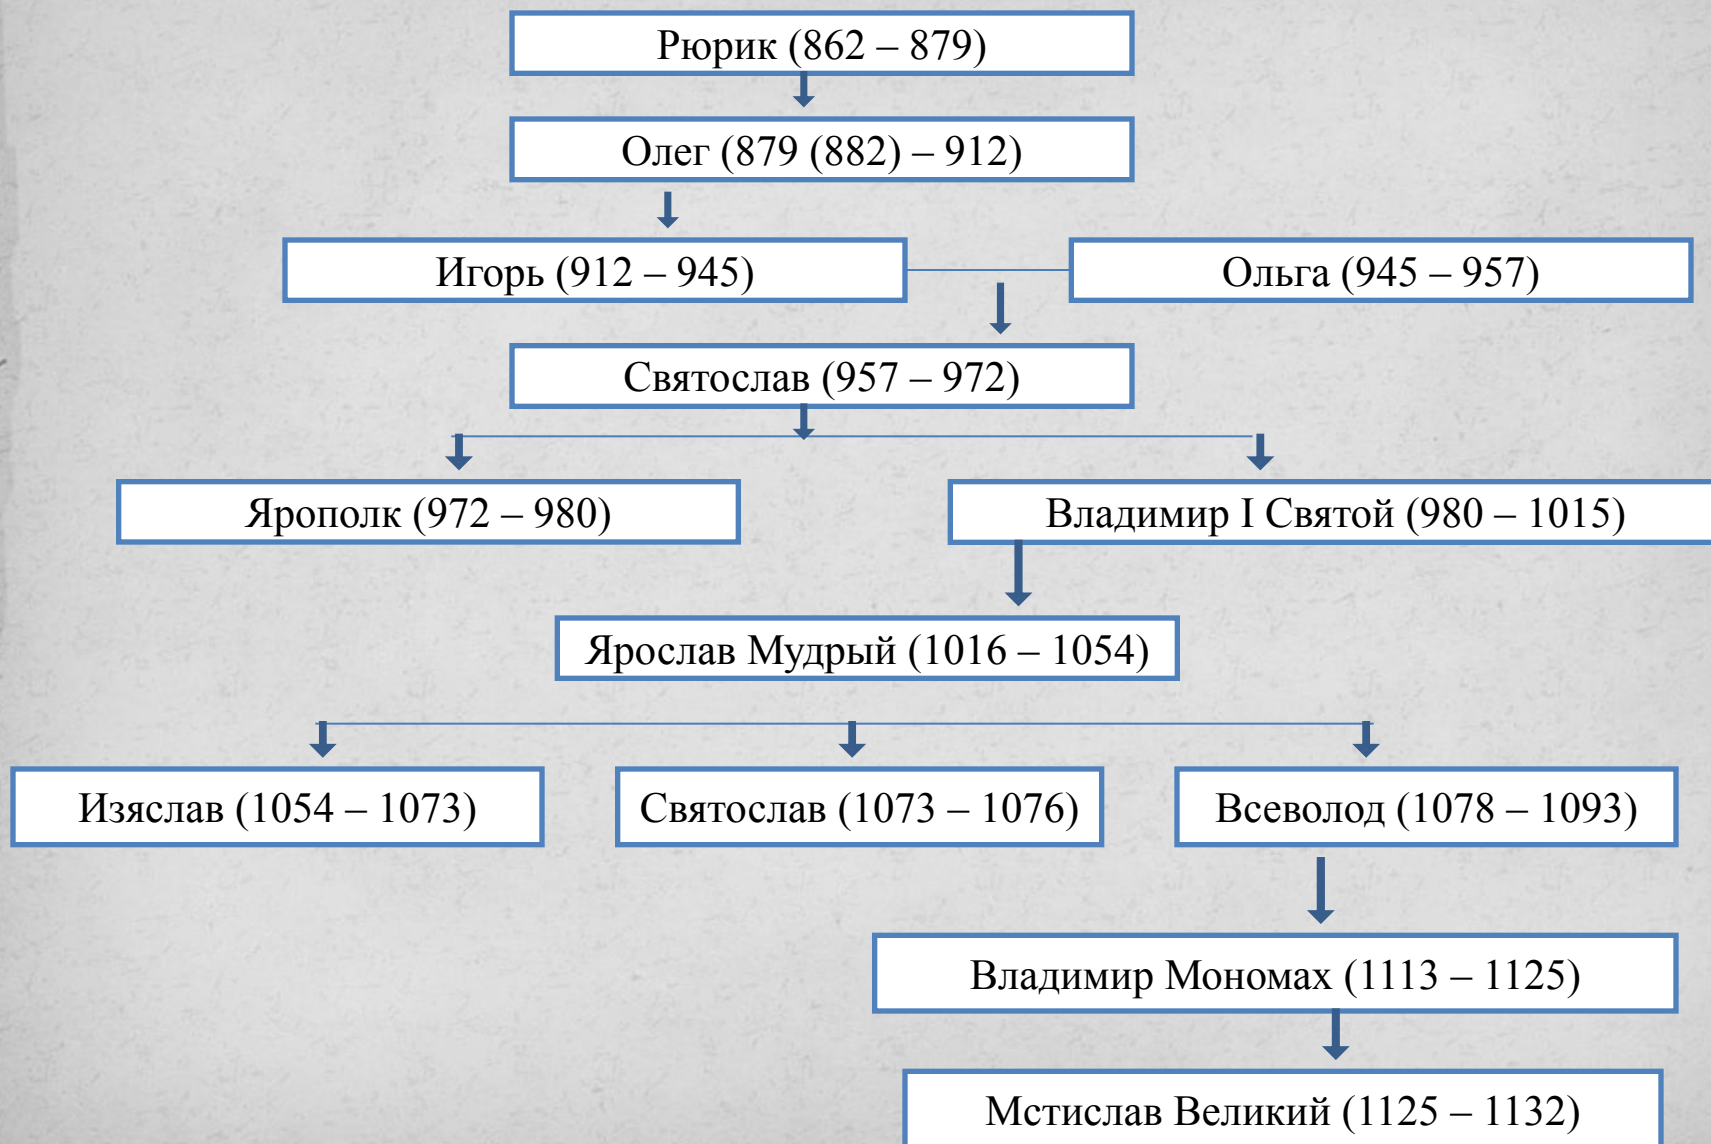 Рюрик (862 – 879)
Олег (879 (882) – 912)
Игорь (912 – 945)
Ольга (945 – 957)
Святослав (957 – 972)
Ярополк (972 – 980)
Владимир I Святой (980 – 1015)
Ярослав Мудрый (1016 – 1054)
Изяслав (1054 – 1073)
Святослав (1073 – 1076)
Всеволод (1078 – 1093)
Владимир Мономах (1113 – 1125)
Мстислав Великий (1125 – 1132)